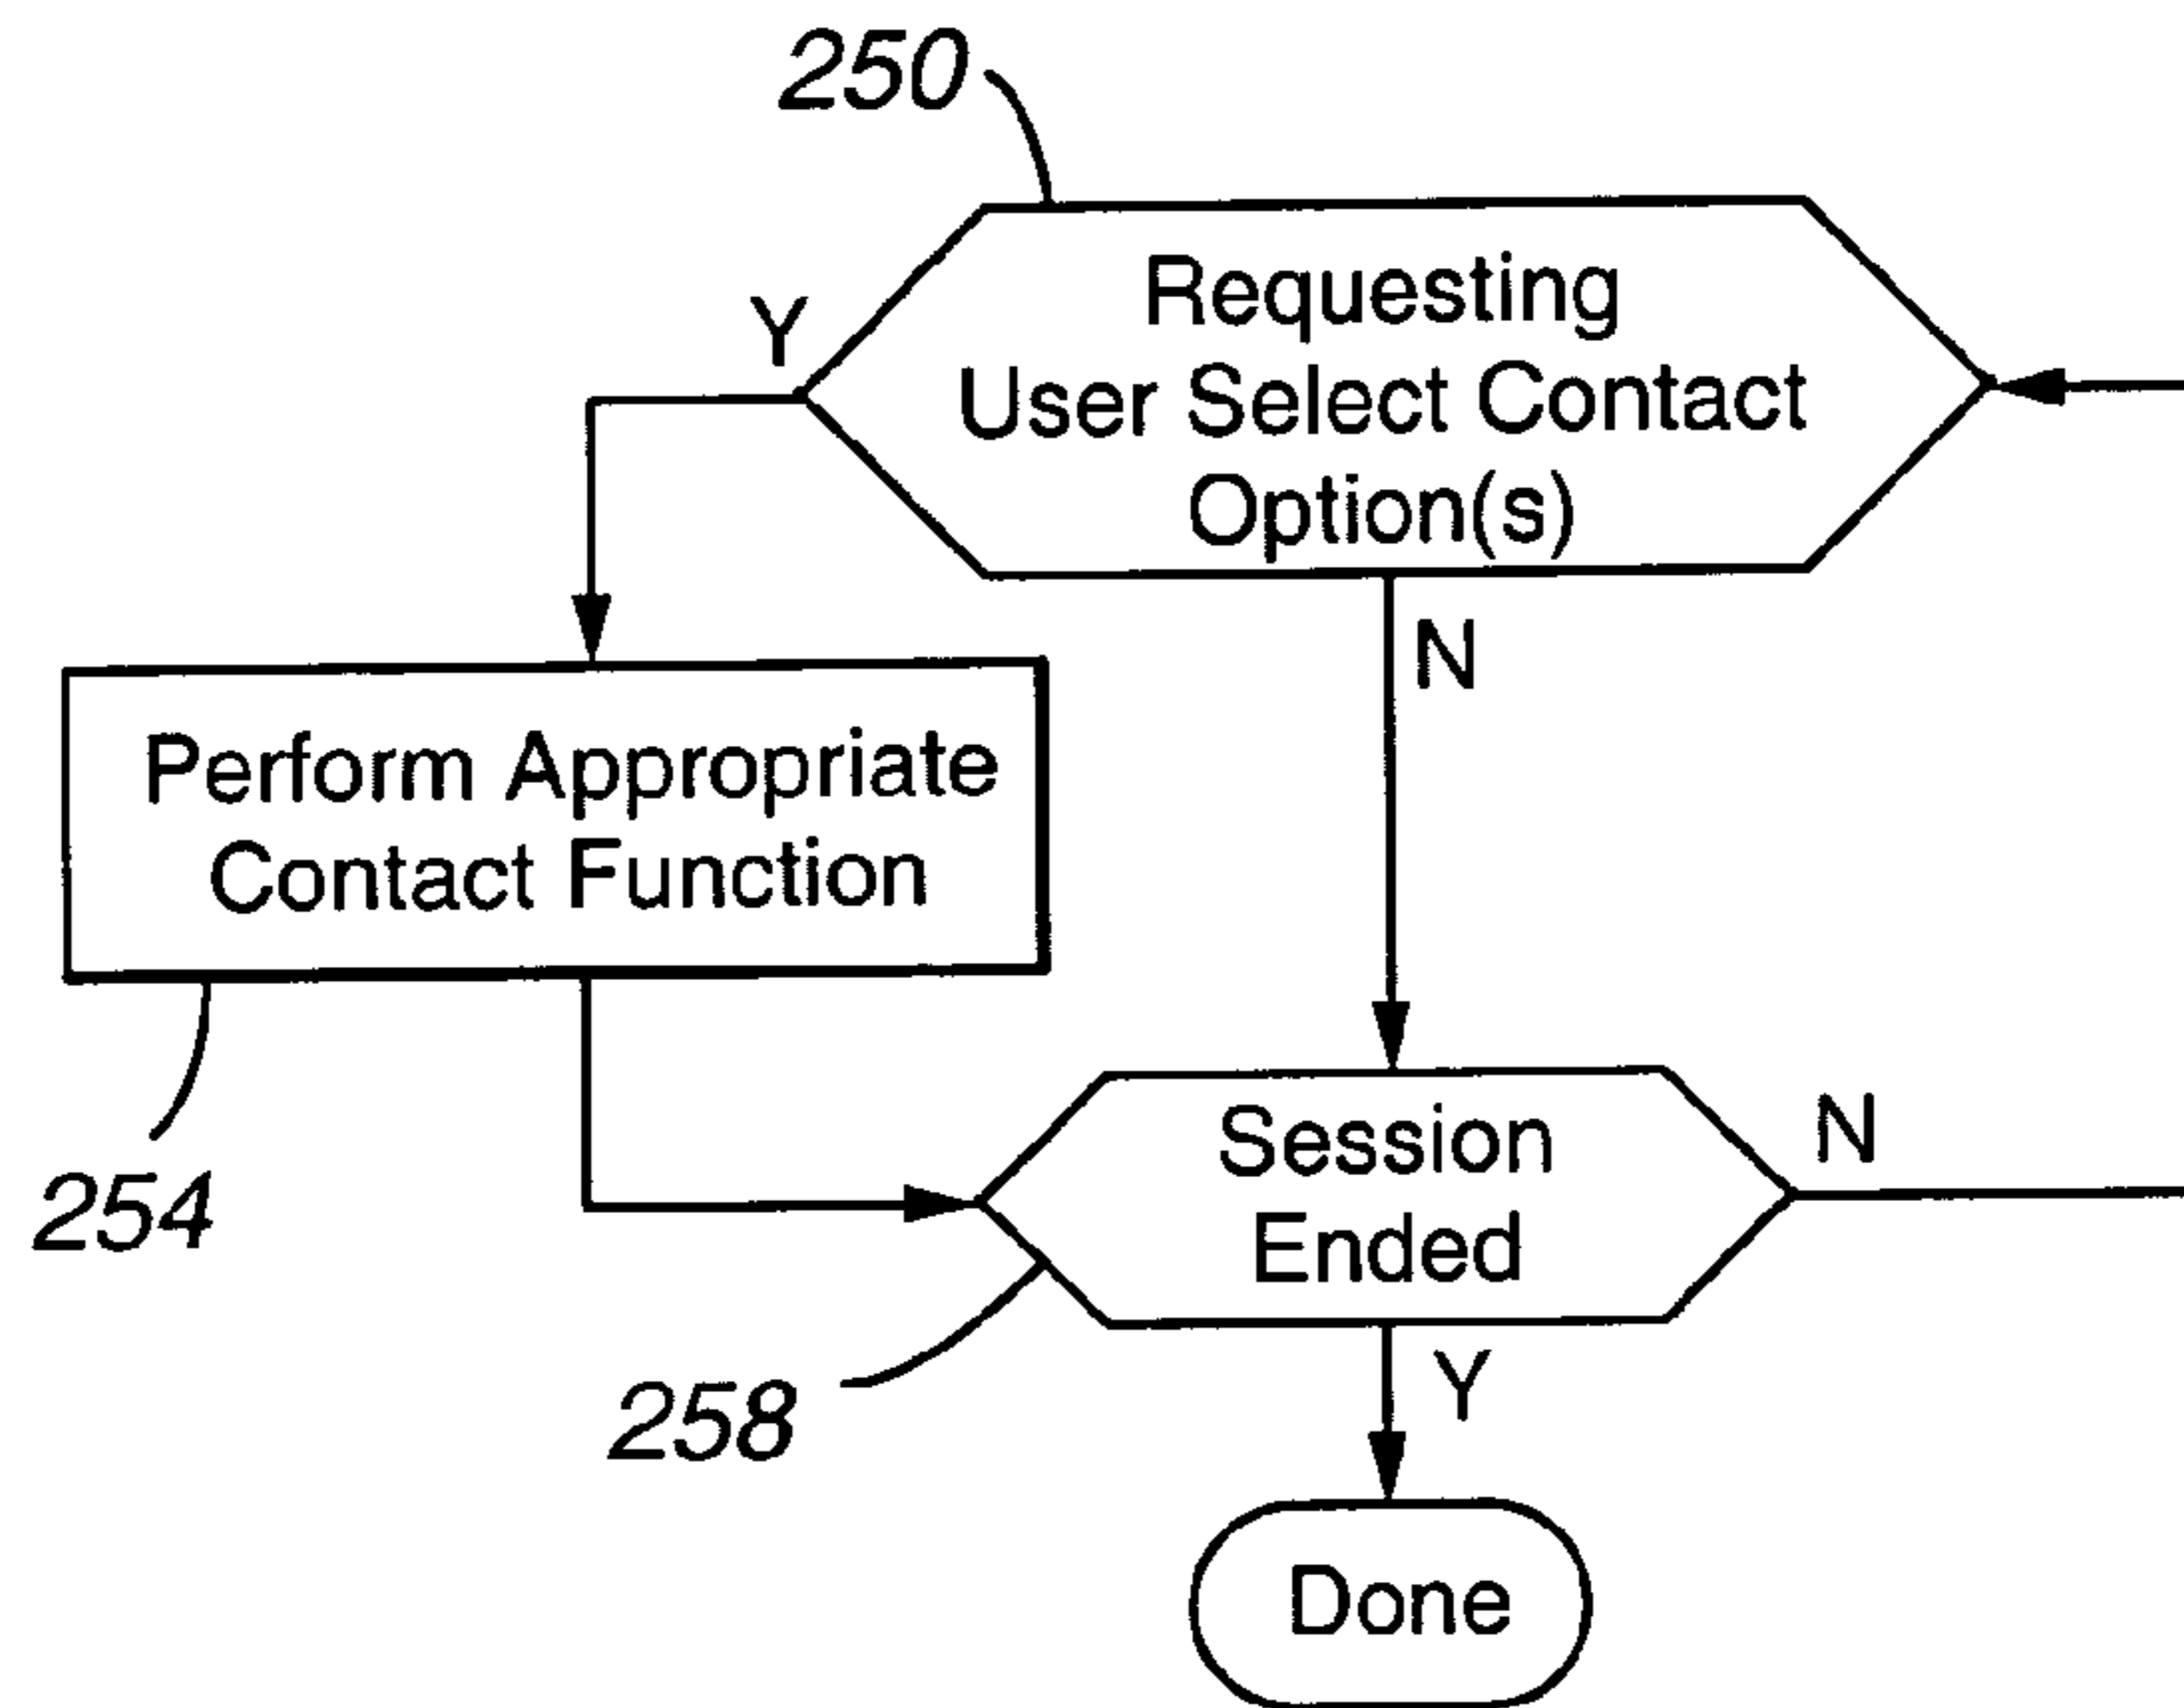 250
Requesting
User Select Contact
Option(s)
Y
N
Perform Appropriate
Contact Function
254
Session
Ended
N
258
Y
Done